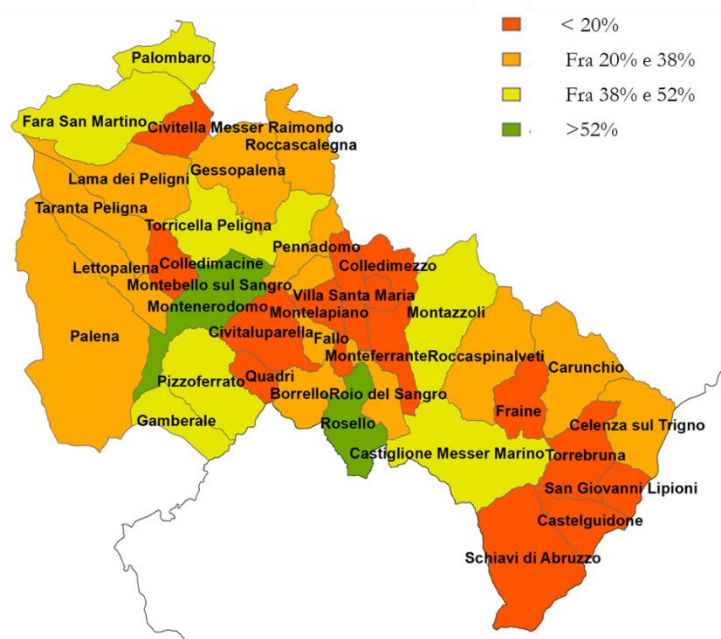 < 20%
Fra 20% e 38%
Fra 38% e 52%
>52%
Palombaro
Fara San Martino
Civitella Messer Raimondo
Roccascalegna
Gessopalena
Lama dei Peligni
Taranta Peligna
Torricella Peligna
Pennadomo
Lettopalena
Colledimacine
Colledimezzo
Montebello sul Sangro
Villa Santa Maria
Montenerodomo
Montelapiano
Montazzoli
Palena
Civitaluparella
Fallo
Monteferrante
Roccaspinalveti
Carunchio
Pizzoferrato
Quadri
Borrello
Roio del Sangro
Fraine
Gamberale
Rosello
Celenza sul Trigno
Castiglione Messer Marino
Torrebruna
San Giovanni Lipioni
Castelguidone
Schiavi di Abruzzo